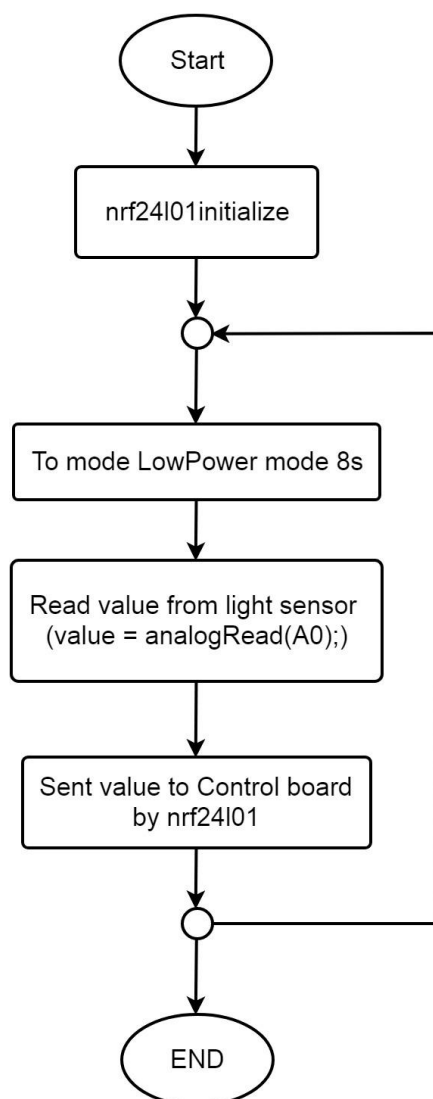 Start
nrf24l01initialize
To mode LowPower mode 8s
Read value from light sensor
(value = analogRead(A0);)
Sent value to Control board
by nrf24l01
END